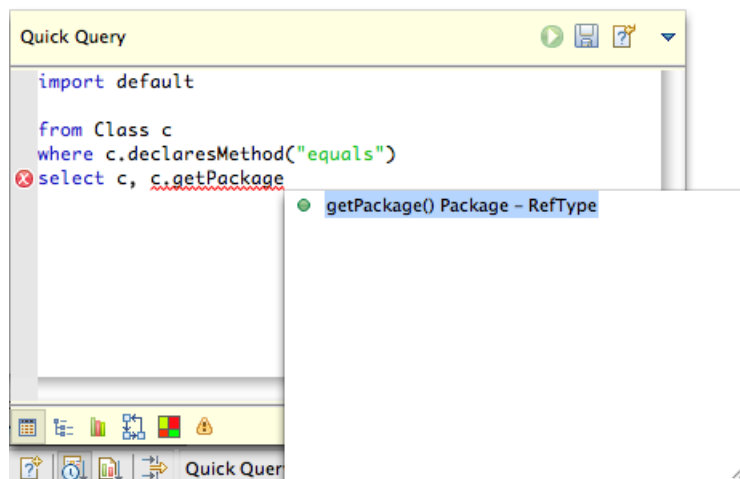 Quick Query
import default
from Class c
where c.declaresMethod("equals")
select c, c.getPackage
getPackage() Package – RefType
Quick Quer